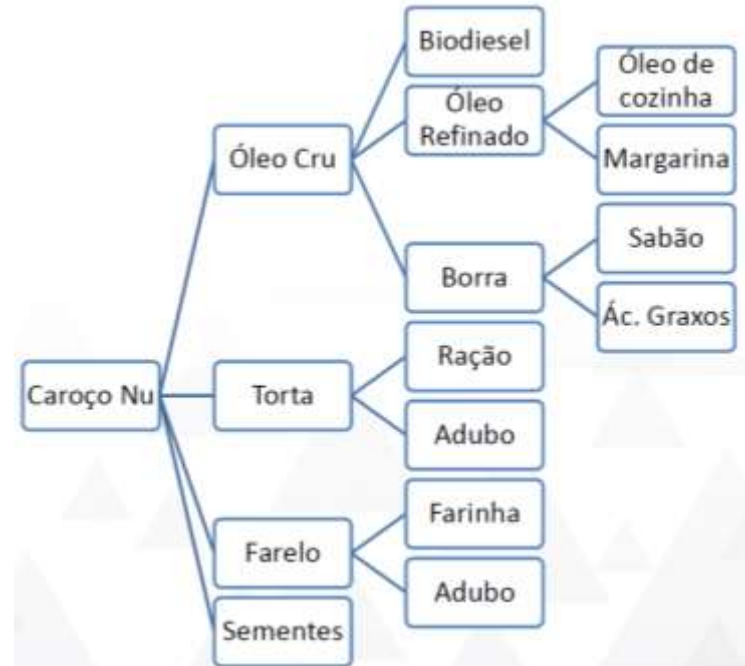 Biodiesel
Óleo de
cozinha
Óleo
Refinado
Óleo Cru
Margarina
Sabão
Borra
Ác. Graxos
Ração
Caroço Nu
Torta
Adubo
Farinha
Farelo
Adubo
Sementes